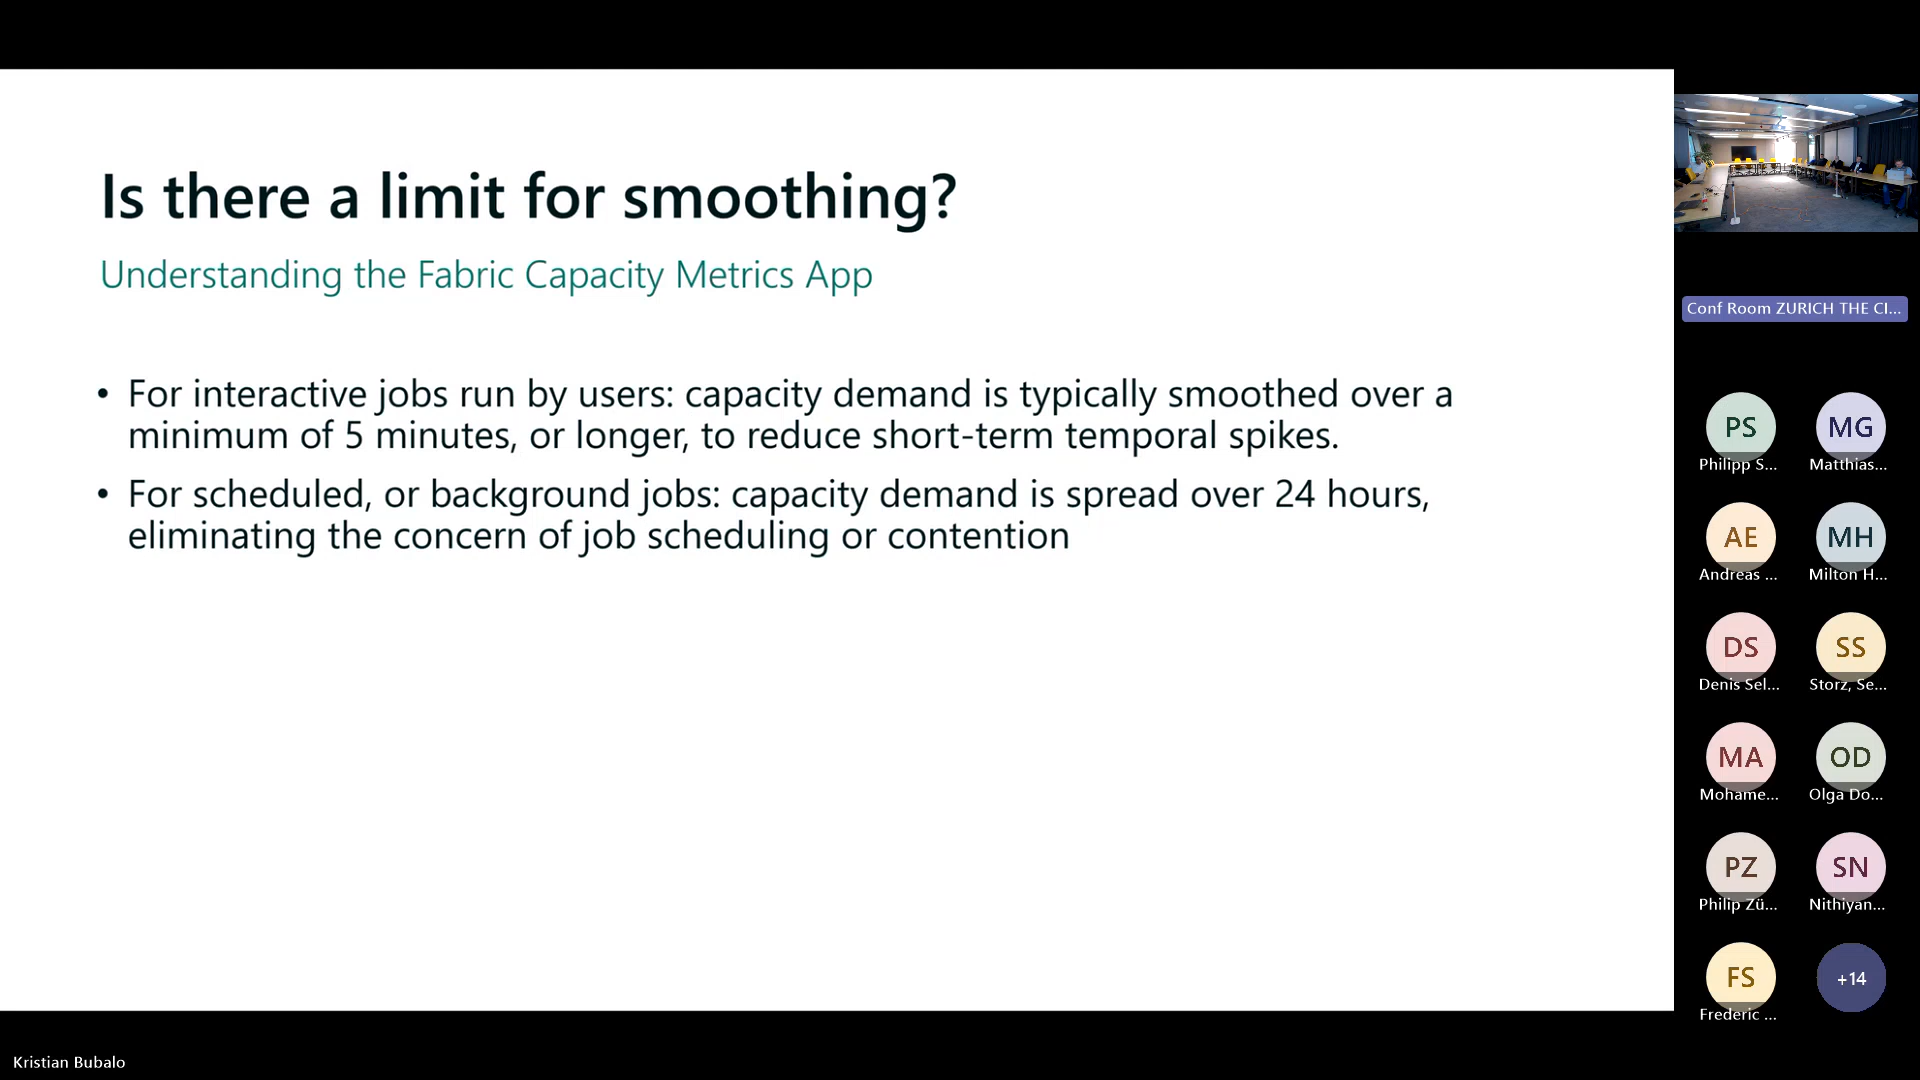 Is there a limit for smoothing?
Understanding the Fabric Capacity Metrics App
• For interactive jobs run by users: capacity demand is typically smoothed over a
minimum of 5 minutes, or longer, to reduce short-term temporal spikes.
• For scheduled, or background jobs: capacity demand is spread over 24 hours,
eliminating the concern of job scheduling or contention
Conf Room ZURICH THE CI...
PS MG
Philipp S... Matthias...
AE MH
Andreas ... Milton H...
DS SS
Denis Sel... Storz, Se...
MA OD
Mohame... Olga Do...
PZ SN
Philip Zü... Nithiyan...
FS +14
Frederic ...
Kristian Bubalo